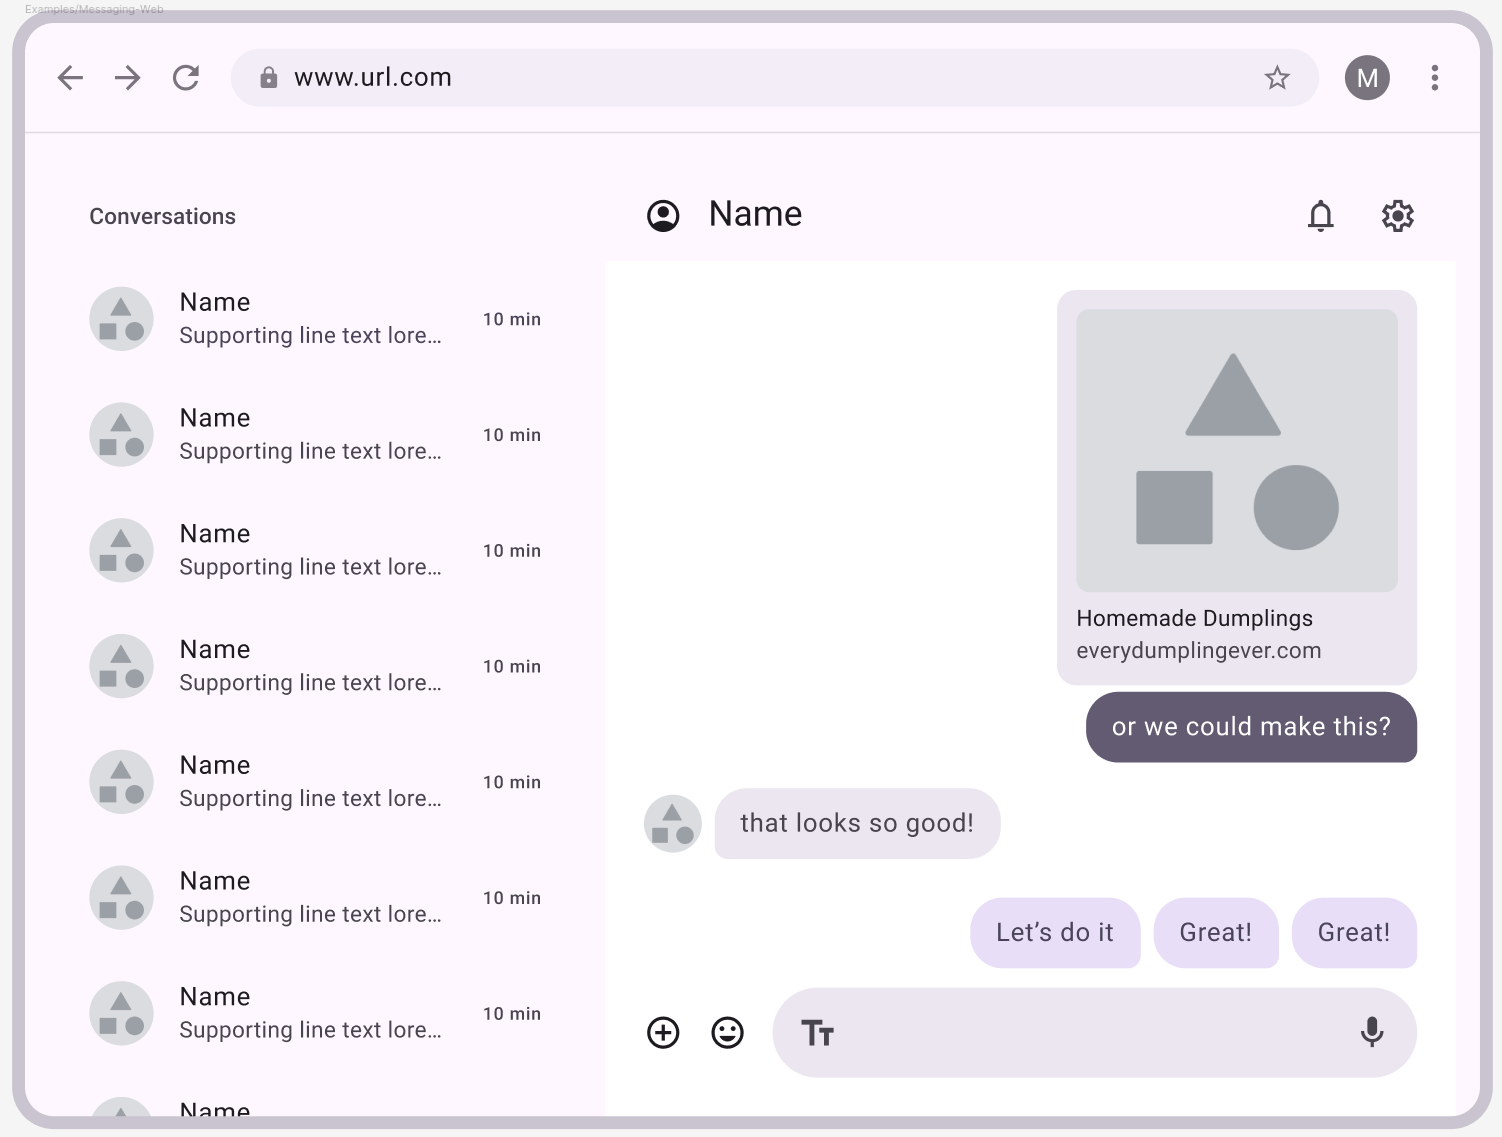 Examples/Messaging-Web
www.url.com
M
Conversations
Name
Supporting line text lore...
10 min
Name
Supporting line text lore...
10 min
Name
Supporting line text lore...
10 min
Name
Supporting line text lore...
10 min
Name
Supporting line text lore...
10 min
Name
Supporting line text lore...
10 min
Name
Supporting line text lore...
10 min
Name
Name
Homemade Dumplings
everydumplingever.com
or we could make this?
that looks so good!
Let’s do it
Great!
Great!
Tт